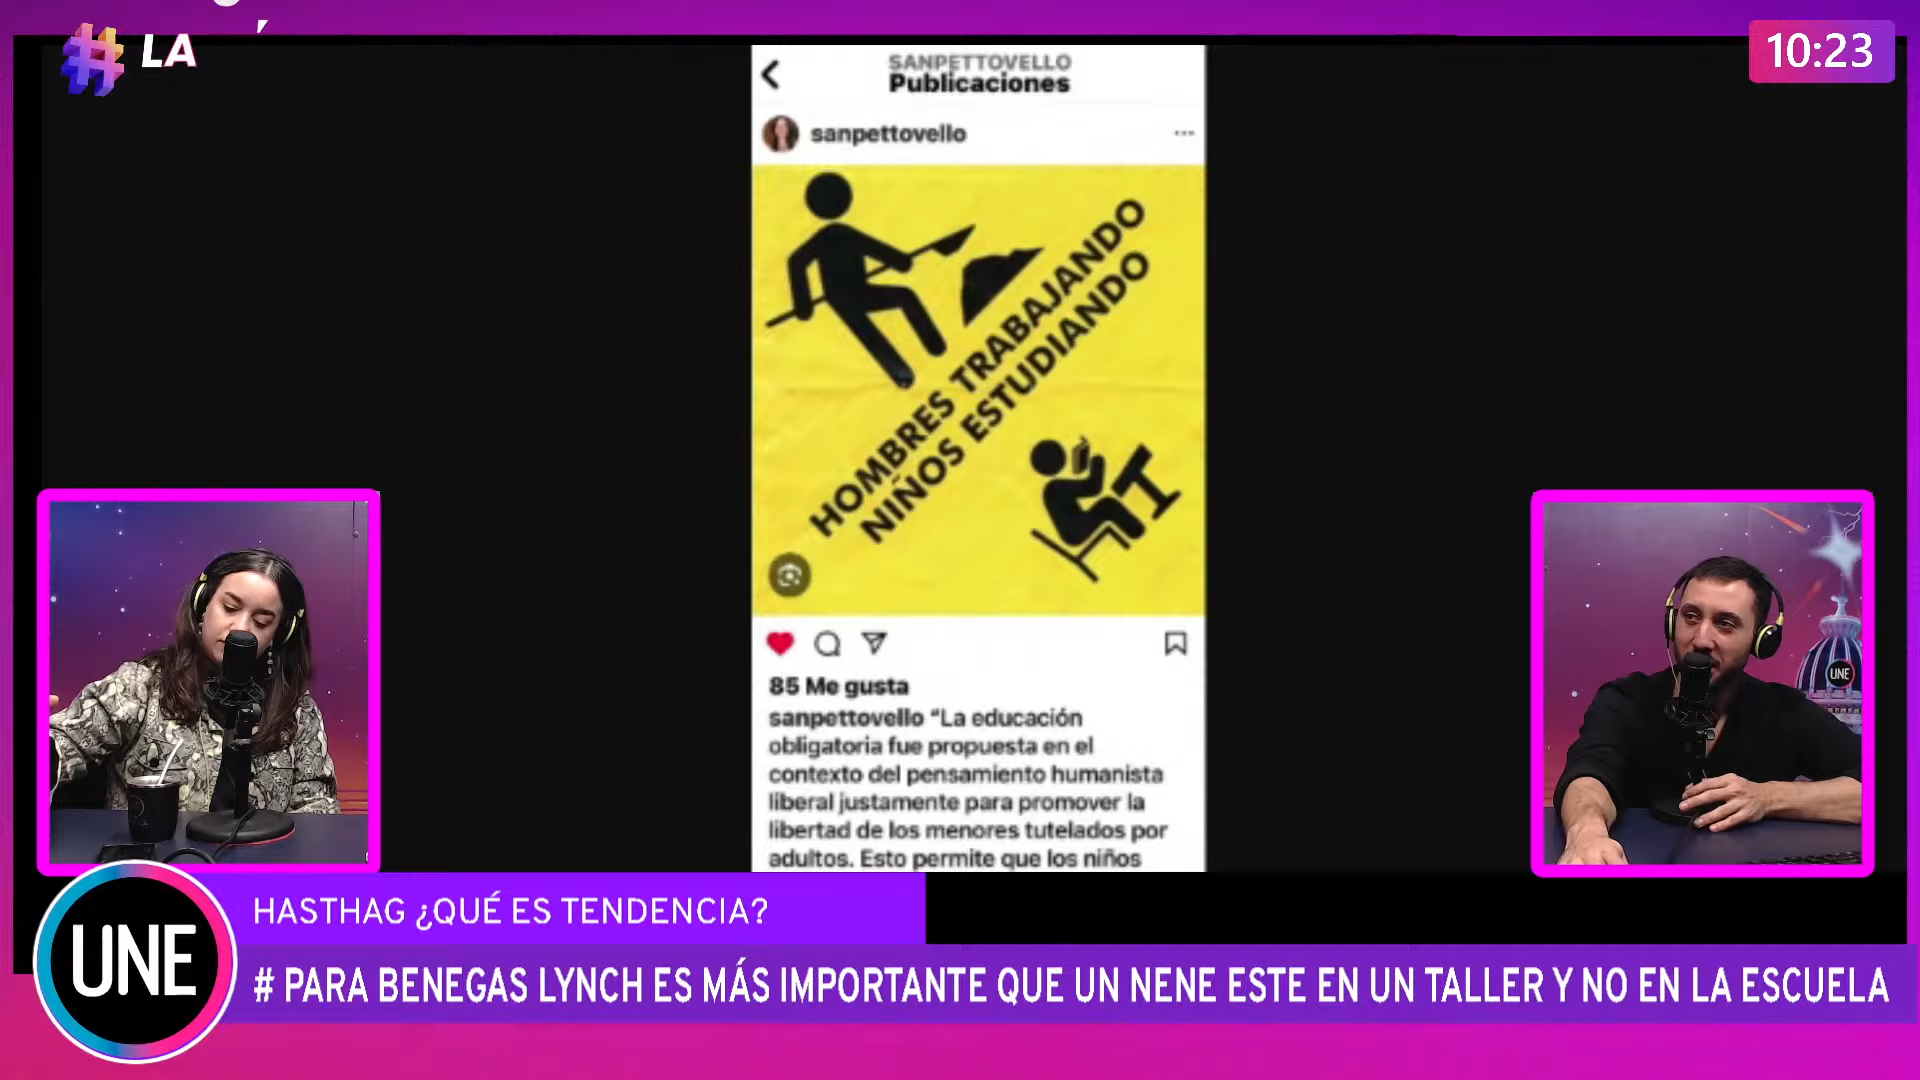 # LA
10:23
SANPETTOVELLO
Publicaciones
sanpettovello
HOMBRES TRABAJANDO
NIÑOS ESTUDIANDO
85 Me gusta
sanpettovello “La educación
obligatoria fue propuesta en el
contexto del pensamiento humanista
liberal justamente para promover la
libertad de los menores tutelados por
adultos. Esto permite que los niños
UNE
UNE
HASTHAG ¿QUÉ ES TENDENCIA?
# PARA BENEGAS LYNCH ES MÁS IMPORTANTE QUE UN NENE ESTE EN UN TALLER Y NO EN LA ESCUELA